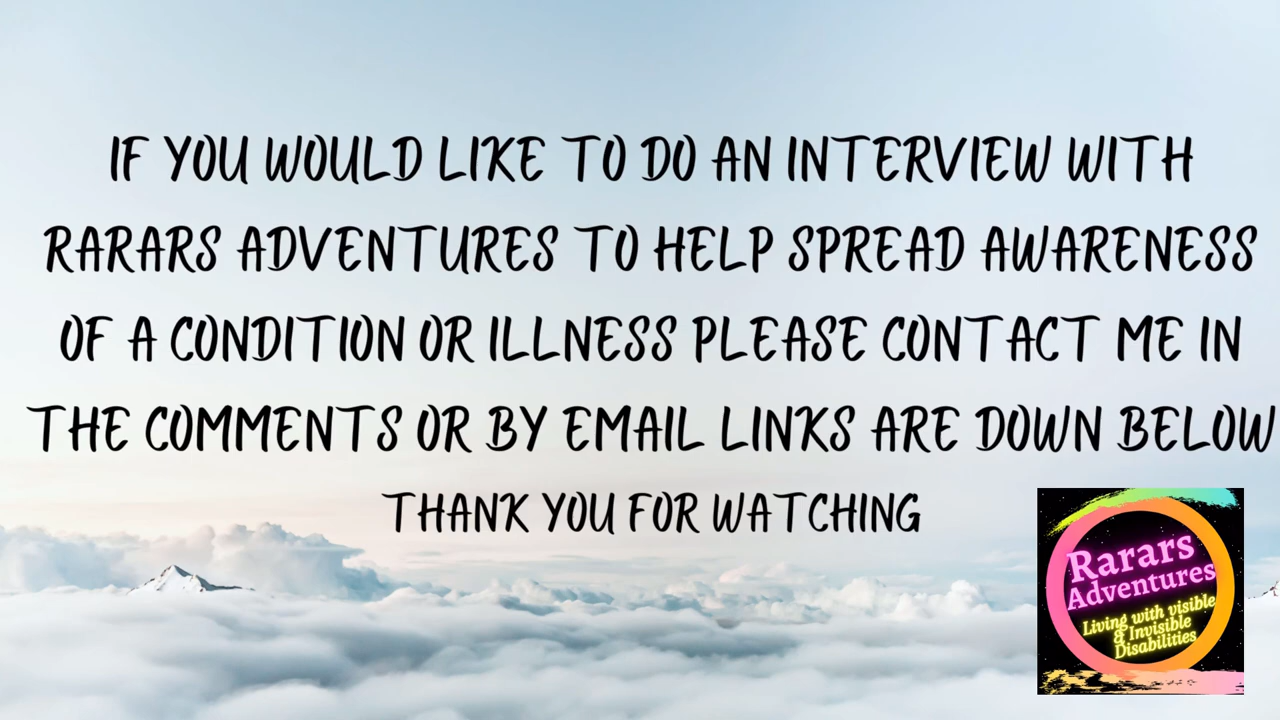 IF YOU WOULD LIKE TO DO AN INTERVIEW WITH
RARARS ADVENTURES TO HELP SPREAD AWARENESS
OF A CONDITION OR ILLNESS PLEASE CONTACT ME IN
THE COMMENTS OR BY EMAIL LINKS ARE DOWN BELOW
THANK YOU FOR WATCHING
Rarars
Adventures
Living with visible
& Invisible
Disabilities